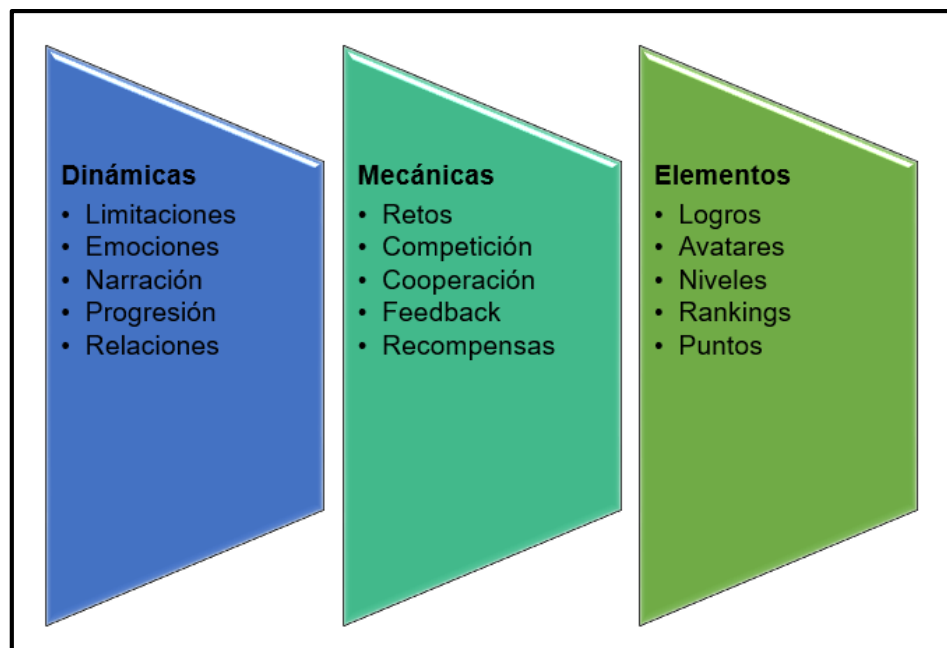 Dinámicas
• Limitaciones
• Emociones
• Narración
• Progresión
• Relaciones
Mecánicas
• Retos
• Competición
• Cooperación
• Feedback
• Recompensas
Elementos
• Logros
• Avatares
• Niveles
• Rankings
• Puntos